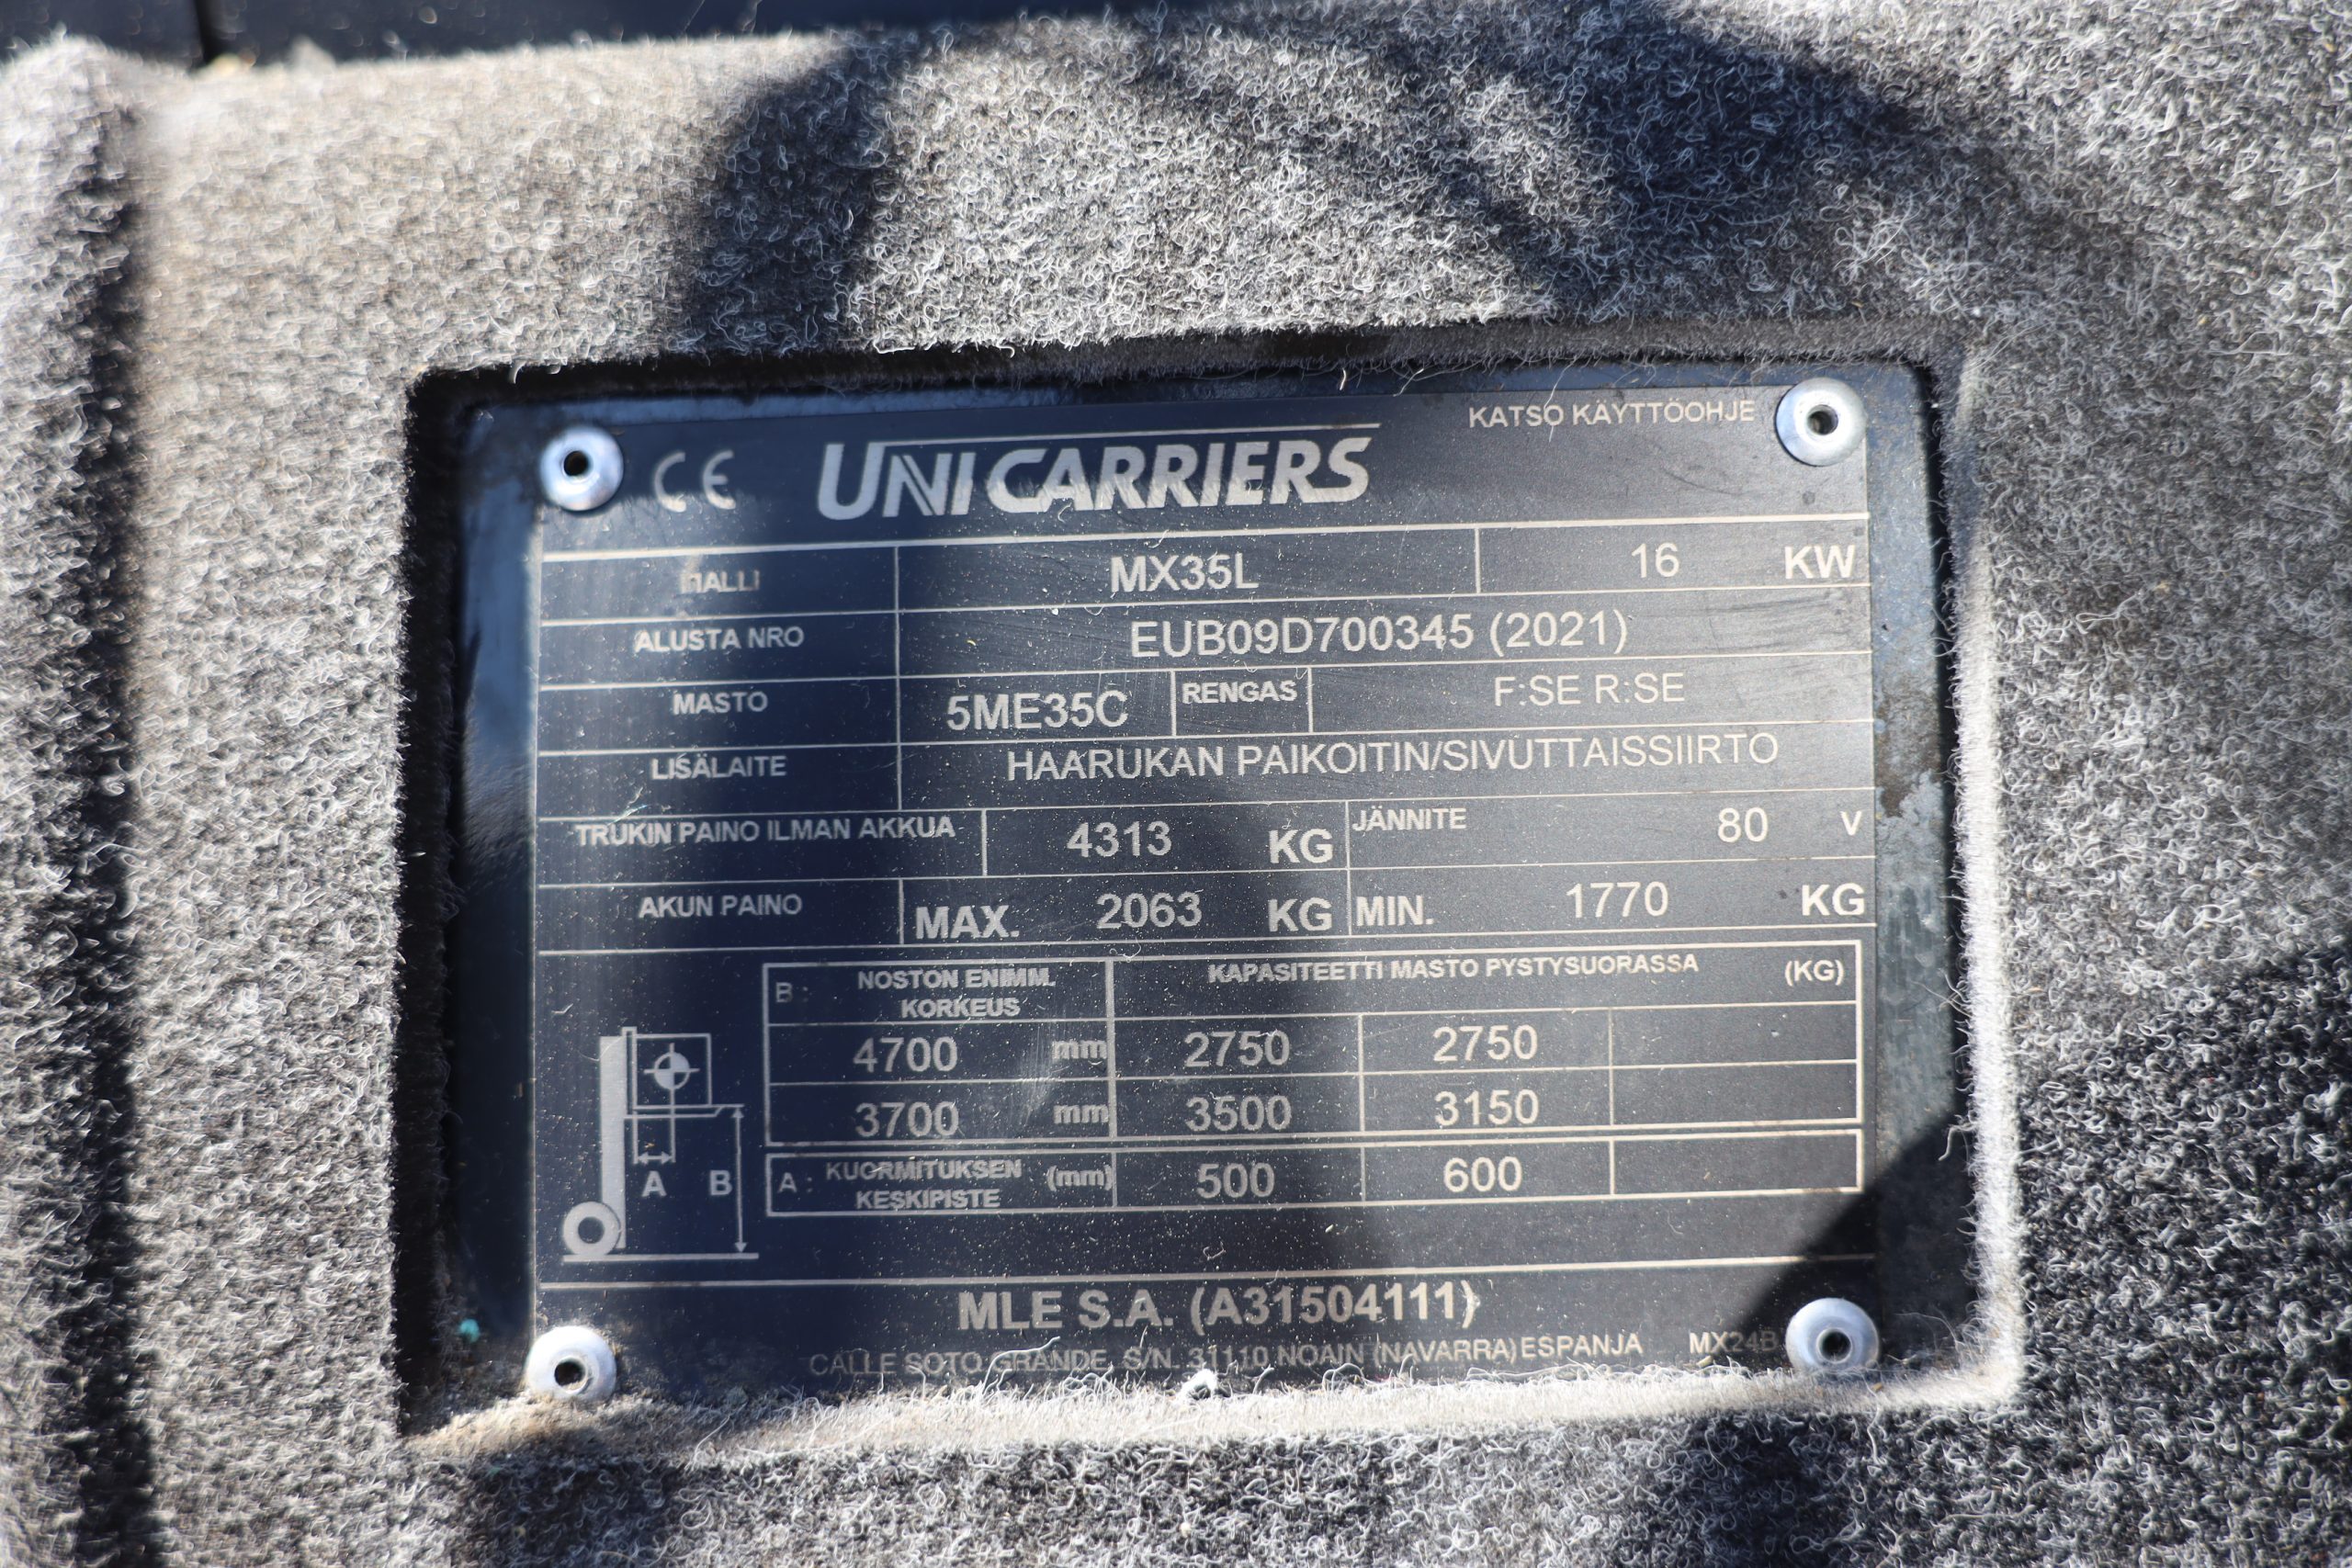 CE UNICARRIERS KATSO KÄYTTÖOHJE
MALLI MX35L 16 KW
ALUSTA NRO EUB09D700345 (2021)
MASTO 5ME35C RENGAS F:SE R:SE
LISÄLAITE HAARUKAN PAIKOITIN/SIVUTTAISSIIRTO
TRUKIN PAINO ILMAN AKKUA 4313 KG JÄNNITE 80 V
AKUN PAINO MAX. 2063 KG MIN. 1770 KG
B: NOSTON ENIMM. KAPASITEETTI MASTO PYSTYSUORASSA (KG)
KORKEUS
4700 mm 2750 2750
3700 mm 3500 3150
A B
A: KUORMITUKSEN (mm) 500 600
KESKIPISTE
MLE S.A. (A31504111)
CALLE SOTO GRANDE, S/N. 31110 NOAIN (NAVARRA) ESPANJA